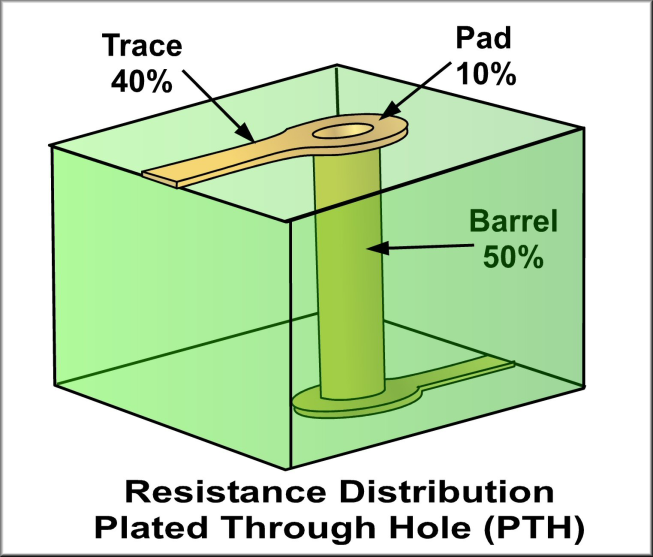 Trace
40%
Pad
10%
Barrel
50%
Resistance Distribution
Plated Through Hole (PTH)